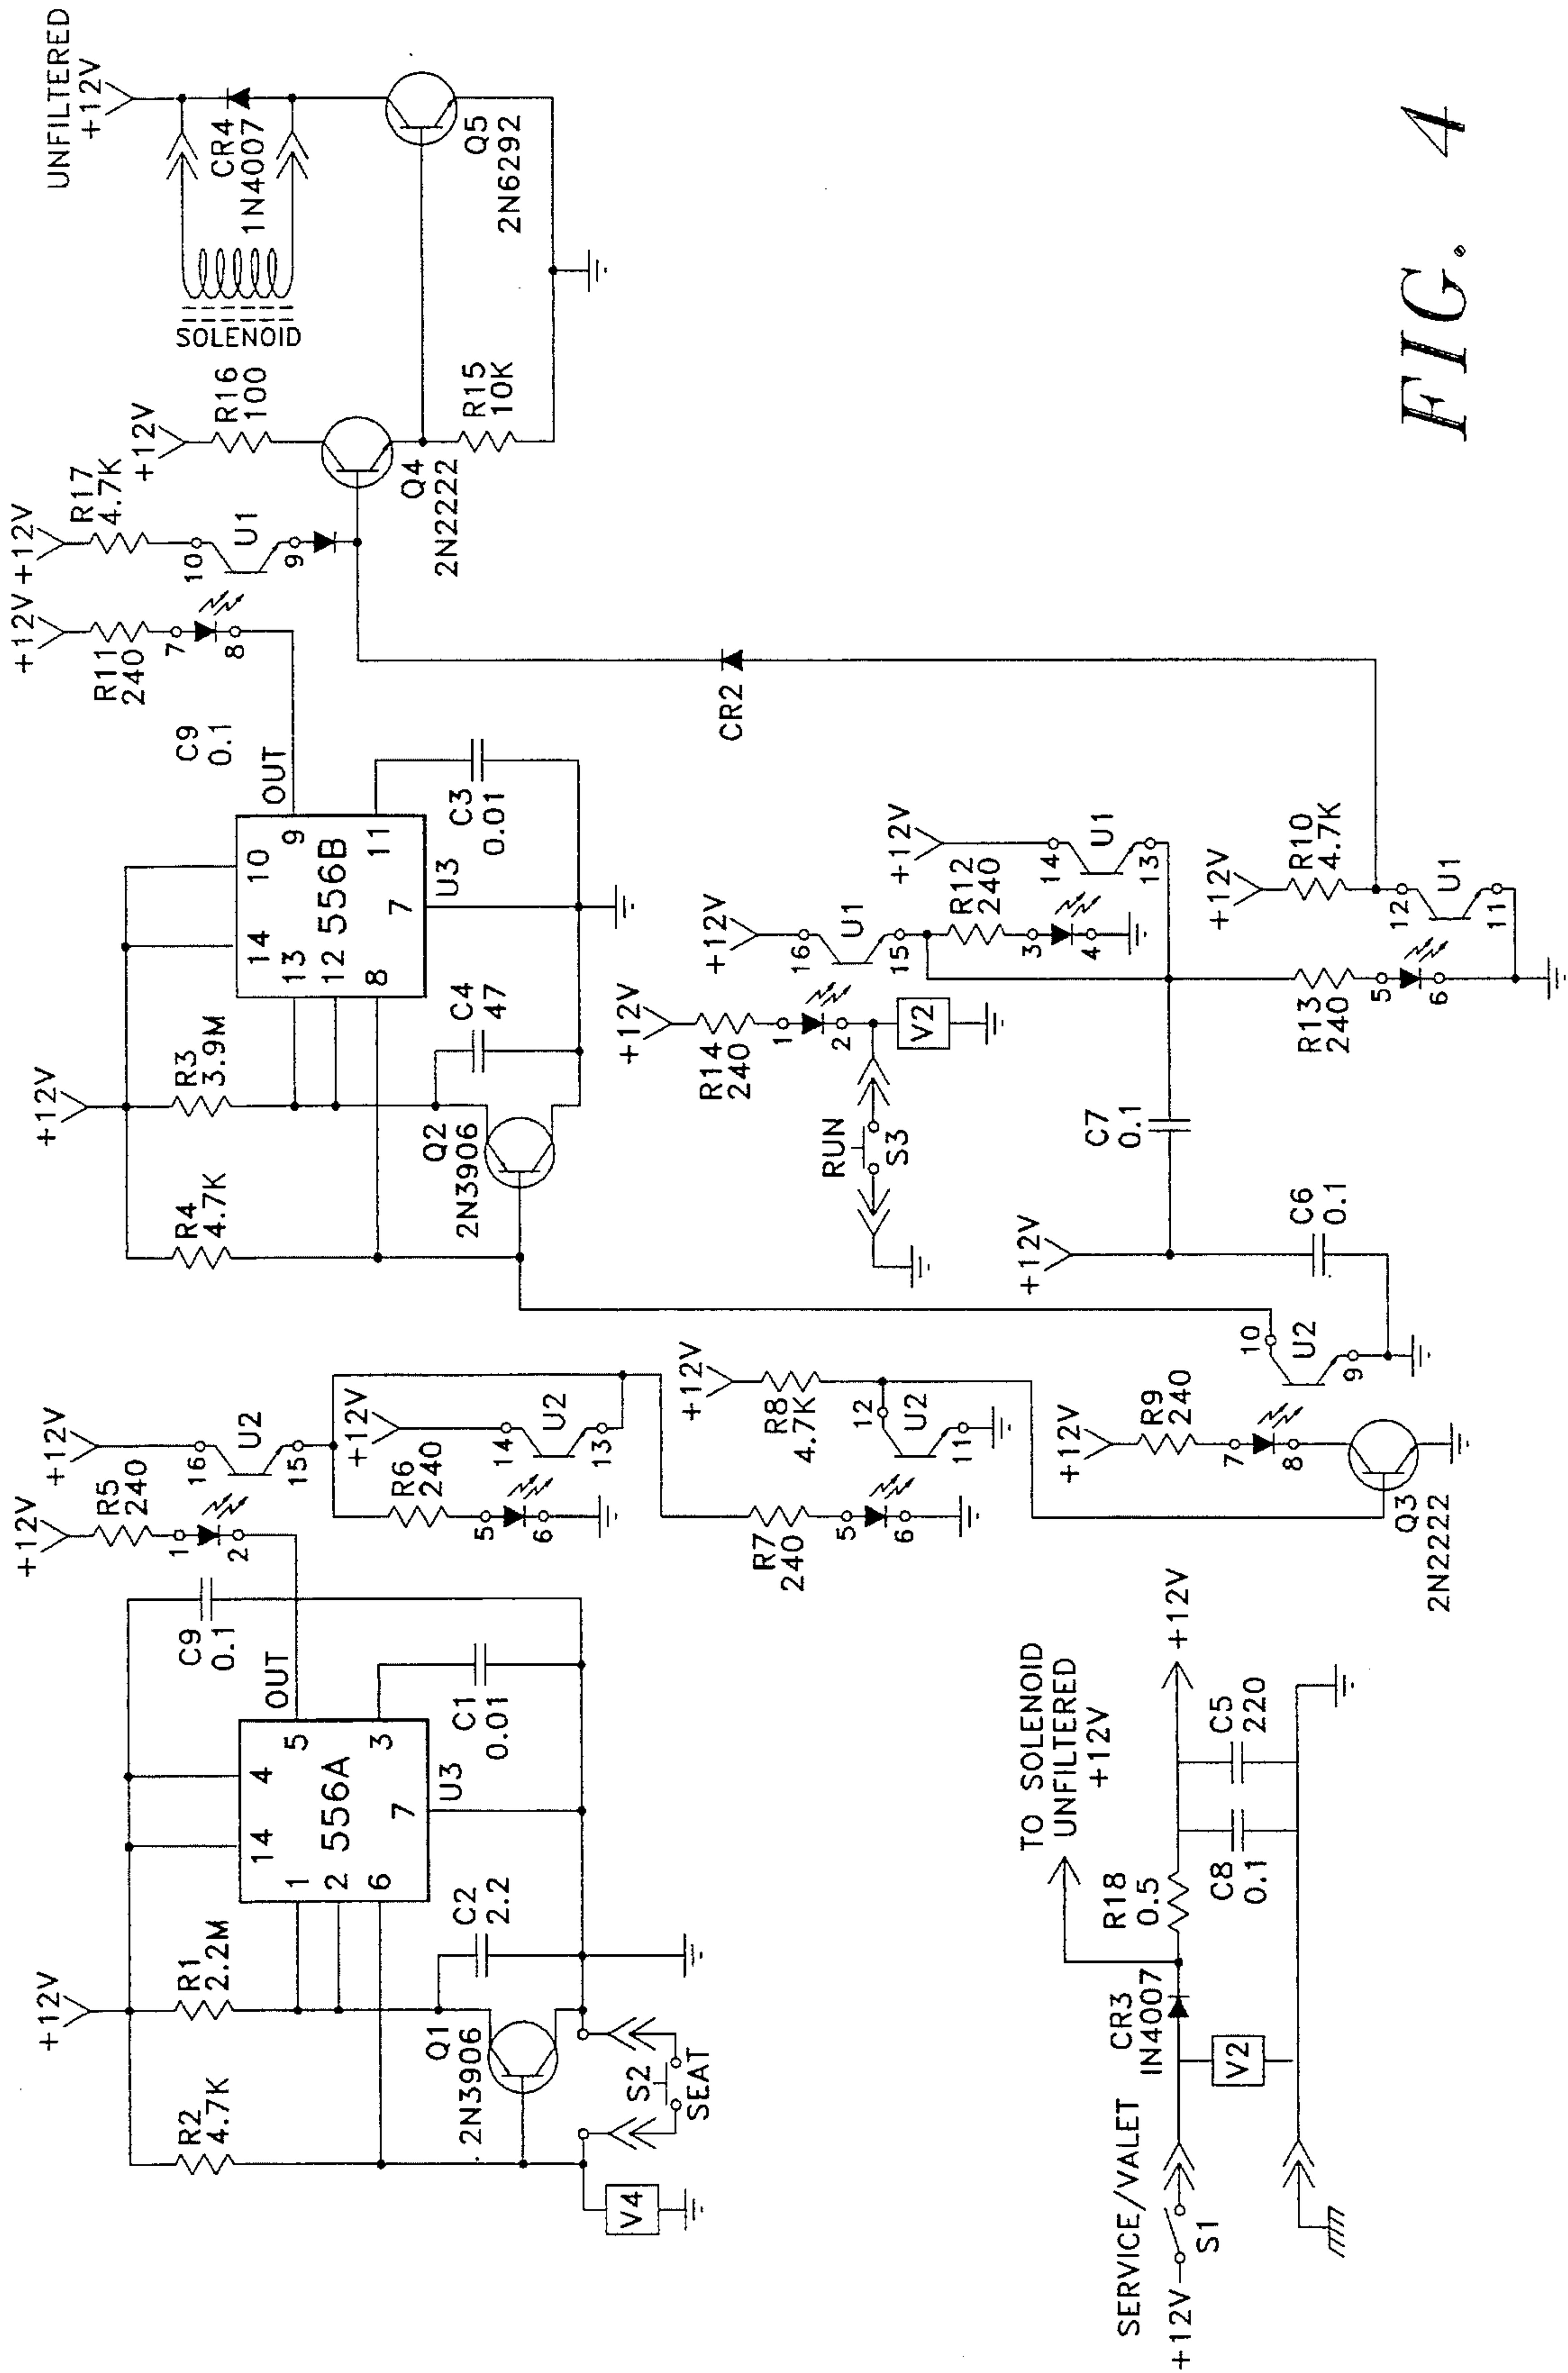 +12V
R2
4.7K
R1
2.2M
14
4
1
2
6
556A
5
3
7
U3
OUT
C9
0.1
C1
0.01
C2
2.2
Q1
2N3906
S2
SEAT
V4
+12V
R5
240
1
2
+12V
16
U2
15
+12V
R6
240
5
6
14
U2
13
R7
240
5
6
+12V
R8
4.7K
12
U2
11
+12V
R9
240
7
8
Q3
2N2222
10
U2
9
+12V
R4
4.7K
R3
3.9M
14
10
13
12
8
556B
9
11
7
U3
OUT
C9
0.1
C3
0.01
C4
47
Q2
2N3906
+12V
R11
240
7
8
+12V
R17
4.7K
10
U1
9
+12V
R16
100
Q4
2N2222
R15
10K
SOLENOID
UNFILTERED
+12V
CR4
1N4007
Q5
2N6292
CR2
+12V
R14
240
1
2
V2
RUN
S3
+12V
16
U1
15
R12
240
3
4
+12V
14
U1
13
C7
0.1
+12V
C6
0.1
R13
240
5
6
+12V
R10
4.7K
12
U1
11
SERVICE/VALET
+12V
S1
CR3
1N4007
V2
R18
0.5
TO SOLENOID
UNFILTERED
+12V
C8
0.1
C5
220
+12V
FIG. 4